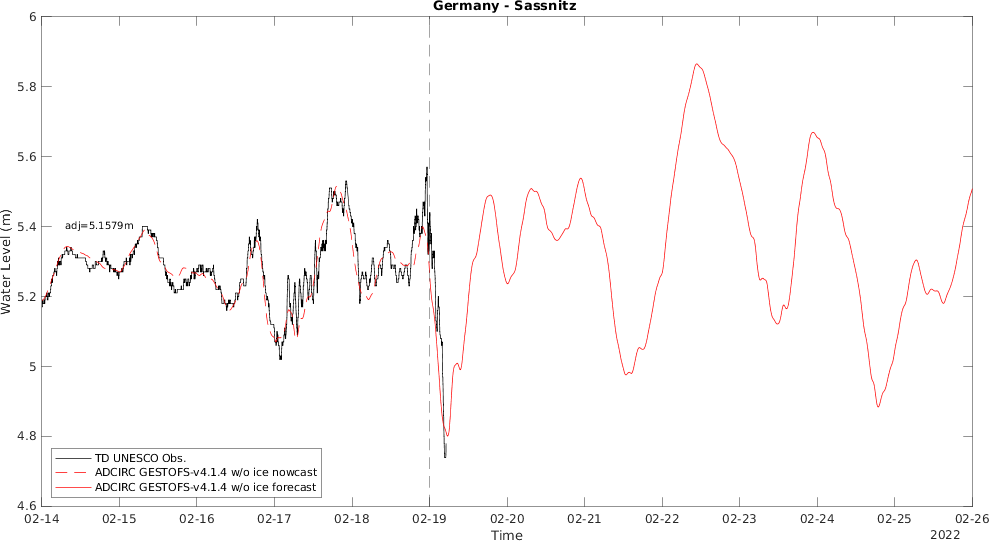 Germany - Sassnitz
6
5.8
5.6
5.4
5.2
5
4.8
4.6
Water Level (m)
adj=5.1579m
TD UNESCO Obs.
ADCIRC GESTOFS-v4.1.4 w/o ice nowcast
ADCIRC GESTOFS-v4.1.4 w/o ice forecast
02-14 02-15 02-16 02-17 02-18 02-19 02-20 02-21 02-22 02-23 02-24 02-25 02-26
Time
2022